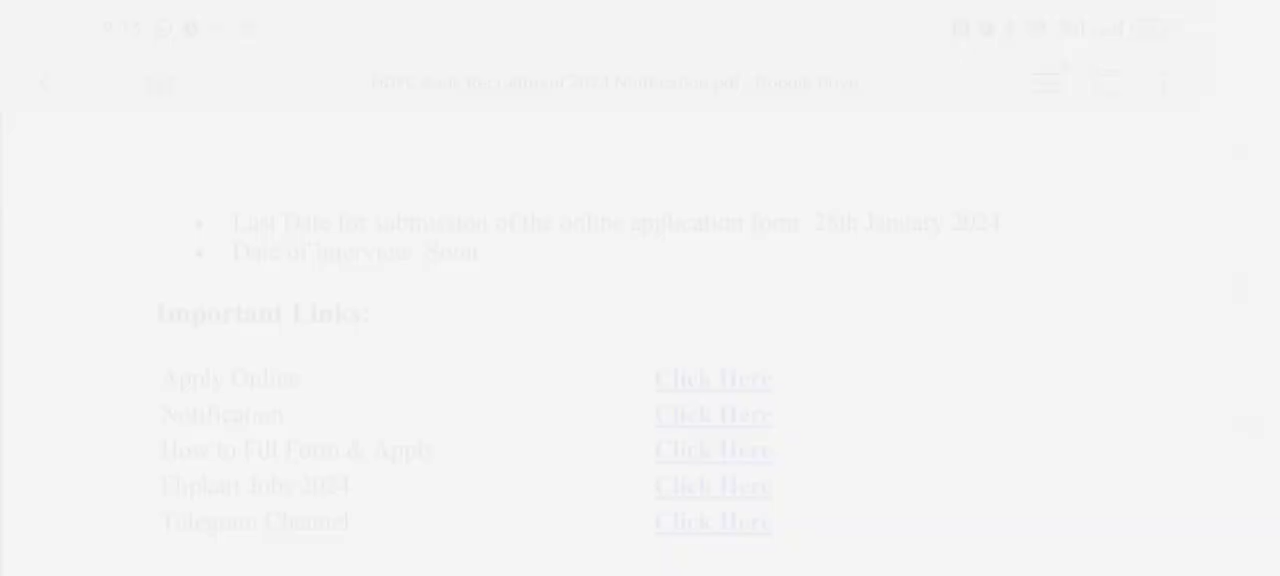 Recruitment 2024 Notification.pdf - Google Drive
Last Date for submission of the online application form 28th January 2024
Date of Interview Soon
Important Links:
Apply Online Click Here
Notification Click Here
How to Fill Form & Apply Click Here
Flipkart Jobs 2024 Click Here
Telegram Channel Click Here